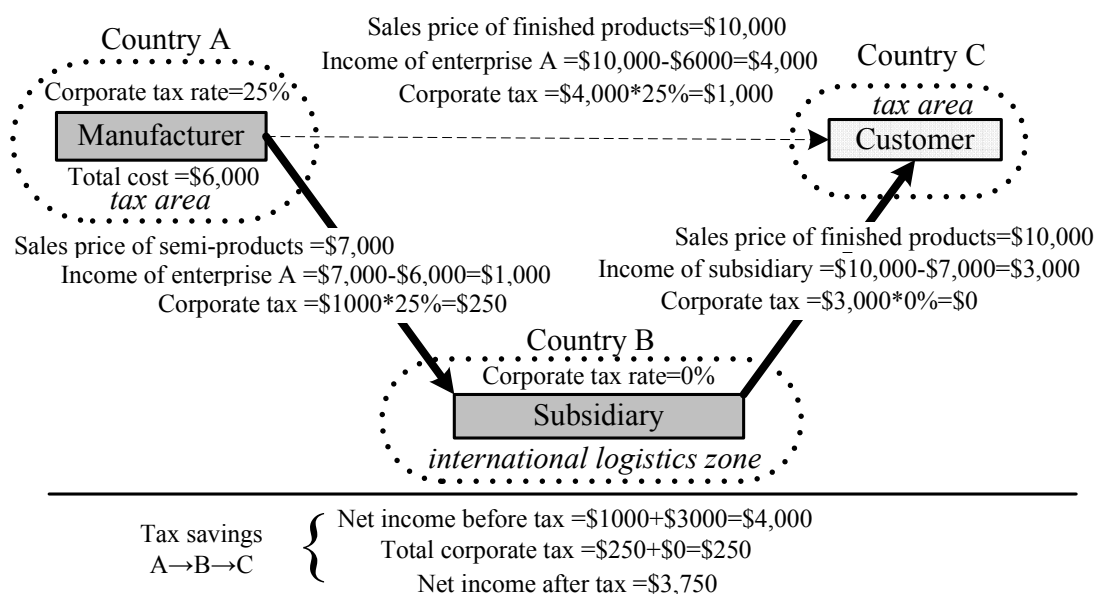 Country A
Corporate tax rate=25%
Manufacturer
Total cost =$6,000
tax area
Sales price of finished products=$10,000
Income of enterprise A =$10,000-$6000=$4,000
Corporate tax =$4,000*25%=$1,000
Country C
tax area
Customer
Sales price of semi-products =$7,000
Income of enterprise A =$7,000-$6,000=$1,000
Corporate tax =$1000*25%=$250
Sales price of finished products=$10,000
Income of subsidiary =$10,000-$7,000=$3,000
Corporate tax =$3,000*0%=$0
Country B
Corporate tax rate=0%
Subsidiary
international logistics zone
Tax savings
A→B→C
Net income before tax =$1000+$3000=$4,000
Total corporate tax =$250+$0=$250
Net income after tax =$3,750